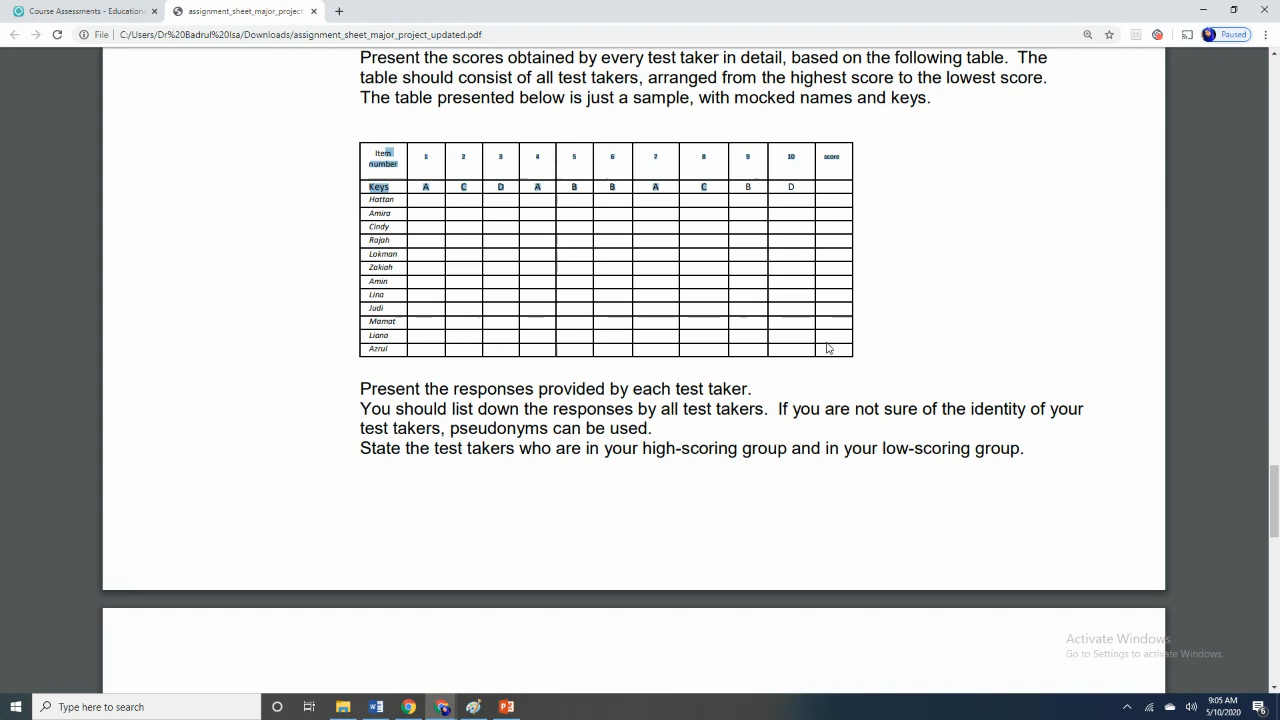 Course Assessments - Education
assignment_sheet_major_project
File
C:/Users/Dr%20Badrul%20Isa/Downloads/assignment_sheet_major_project_updated.pdf
Paused
Present the scores obtained by every test taker in detail, based on the following table. The
table should consist of all test takers, arranged from the highest score to the lowest score.
The table presented below is just a sample, with mocked names and keys.
Item number 1 2 3 4 5 6 7 8 9 10 score
Keys A C D A B B A C B D
Hattan
Amira
Cindy
Rajah
Lokman
Zakiah
Amin
Lina
Judi
Mamat
Liana
Azrul
Present the responses provided by each test taker.
You should list down the responses by all test takers. If you are not sure of the identity of your
test takers, pseudonyms can be used.
State the test takers who are in your high-scoring group and in your low-scoring group.
Activate Windows
Go to Settings to activate Windows.
Type here to search
9:05 AM
5/10/2020
6